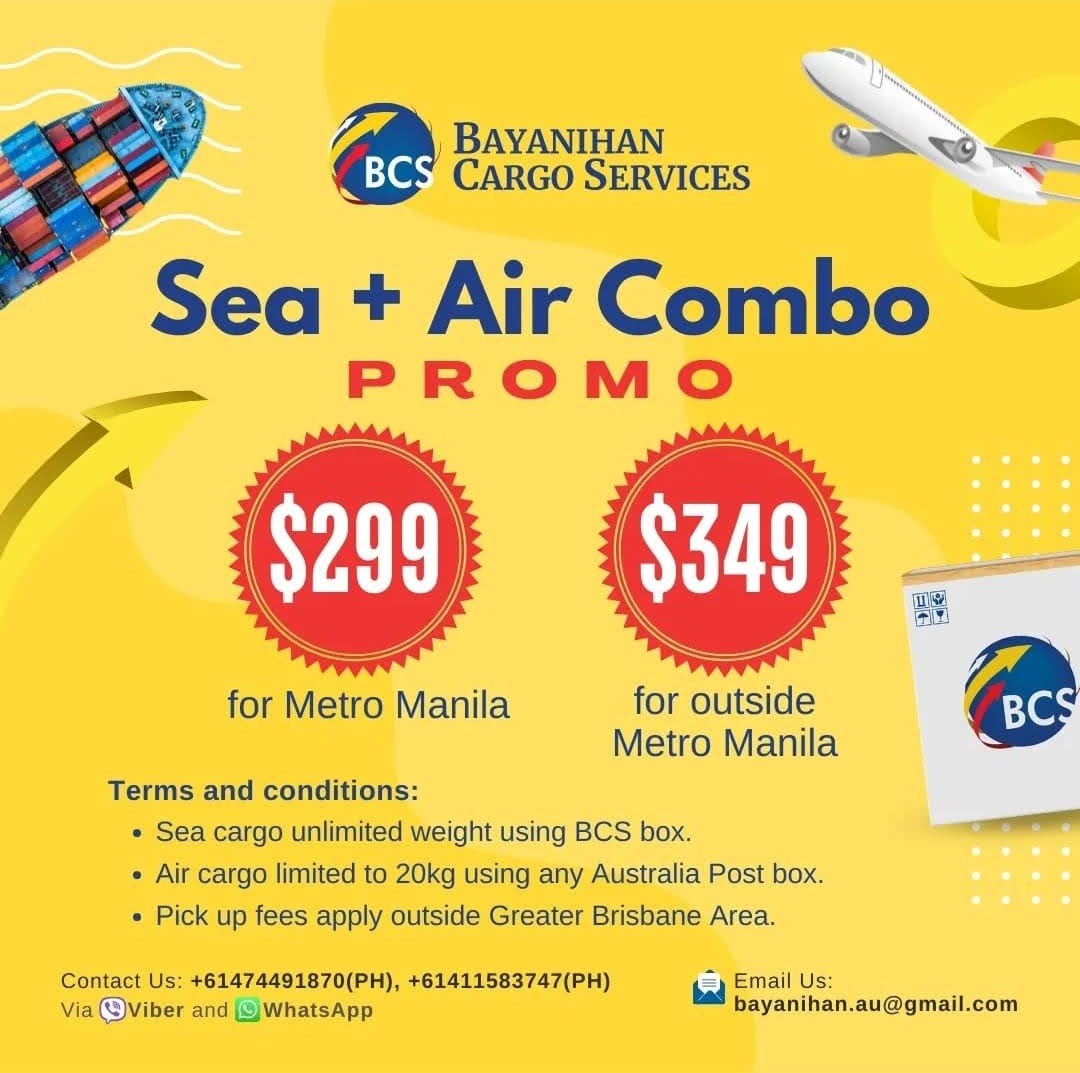 BCS
BAYANIHAN
CARGO SERVICES
Sea + Air Combo
PROMO
$299
for Metro Manila
$349
for outside
Metro Manila
BCS
Terms and conditions:
• Sea cargo unlimited weight using BCS box.
• Air cargo limited to 20kg using any Australia Post box.
• Pick up fees apply outside Greater Brisbane Area.
Contact Us: +61474491870(PH), +61411583747(PH)
Via Viber and WhatsApp
Email Us:
bayanihan.au@gmail.com